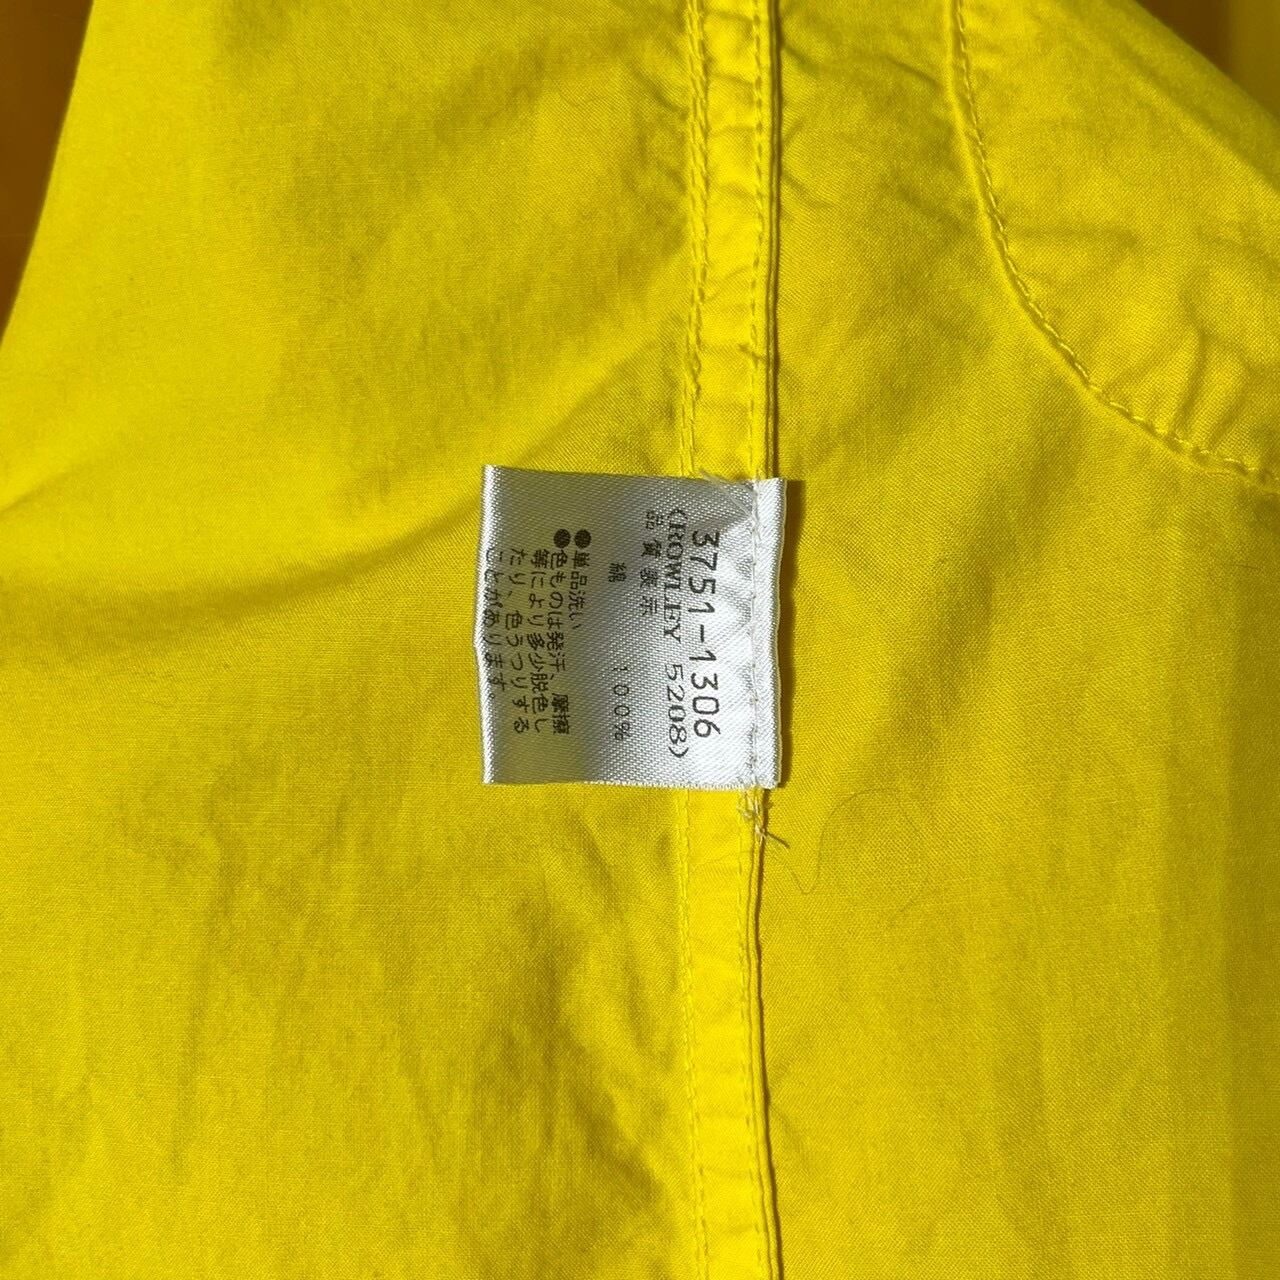 3751-1306
(ROWLEY 5208)
品質表示
綿 100%
●単品洗い
●色ものは発汗、摩擦
等により多少脱色し
たり、色うつりする
ことがあります。